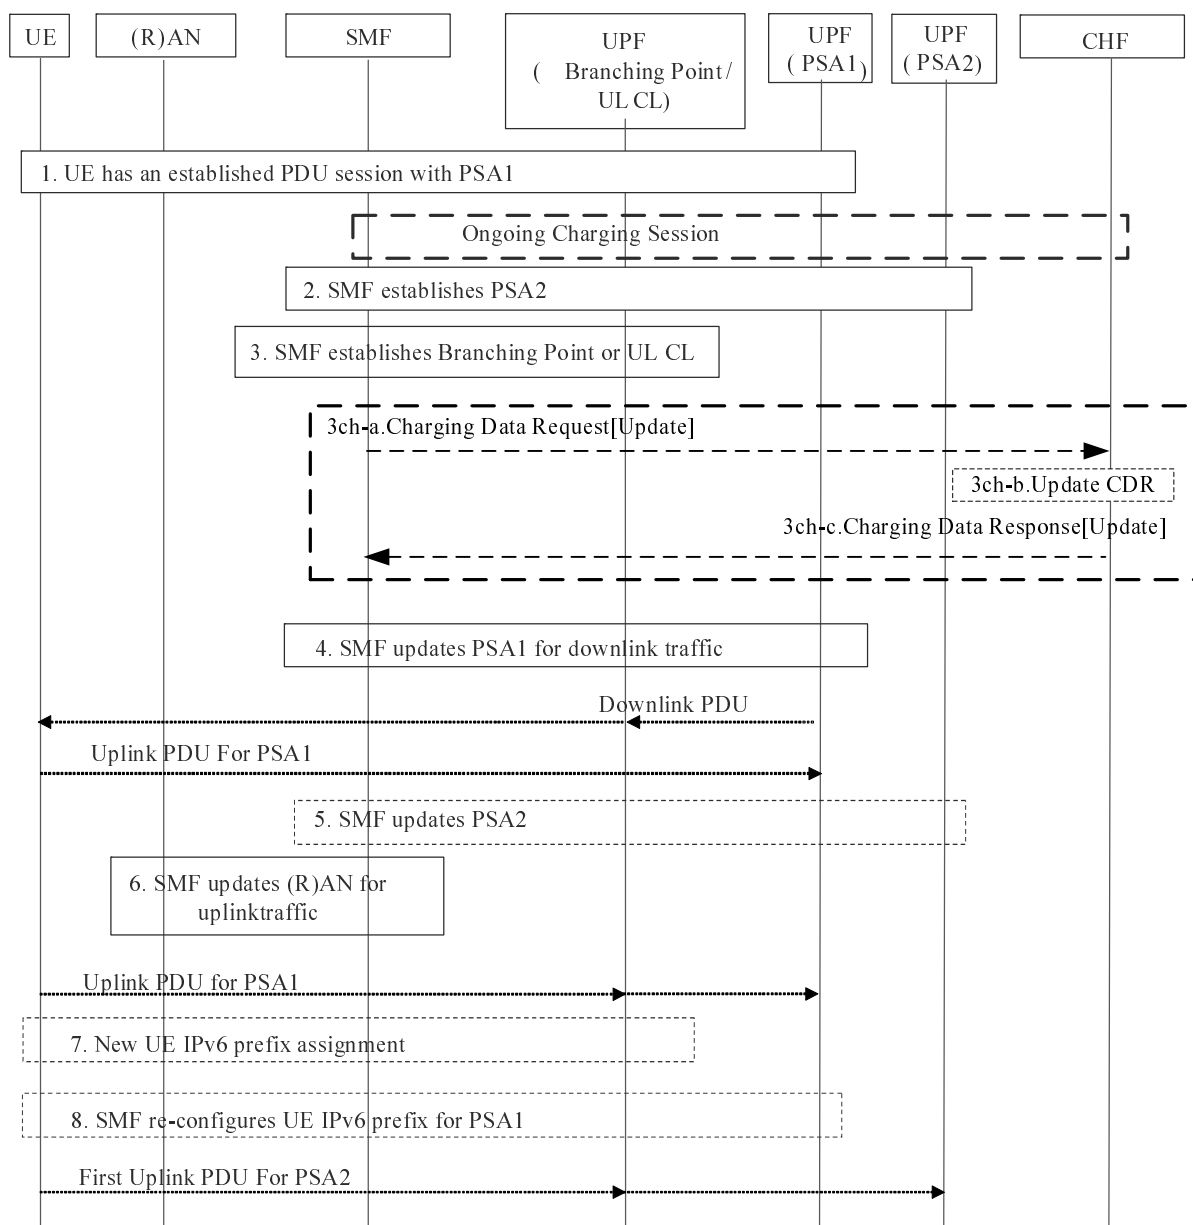 UE
(R)AN
SMF
UPF
( Branching Point /
UL CL)
UPF
( PSA1)
UPF
( PSA2)
CHF
1. UE has an established PDU session with PSA1
Ongoing Charging Session
2. SMF establishes PSA2
3. SMF establishes Branching Point or UL CL
3ch-a.Charging Data Request[Update]
3ch-b.Update CDR
3ch-c.Charging Data Response[Update]
4. SMF updates PSA1 for downlink traffic
Downlink PDU
Uplink PDU For PSA1
5. SMF updates PSA2
6. SMF updates (R)AN for
uplinktraffic
Uplink PDU for PSA1
7. New UE IPv6 prefix assignment
8. SMF re-configures UE IPv6 prefix for PSA1
First Uplink PDU For PSA2